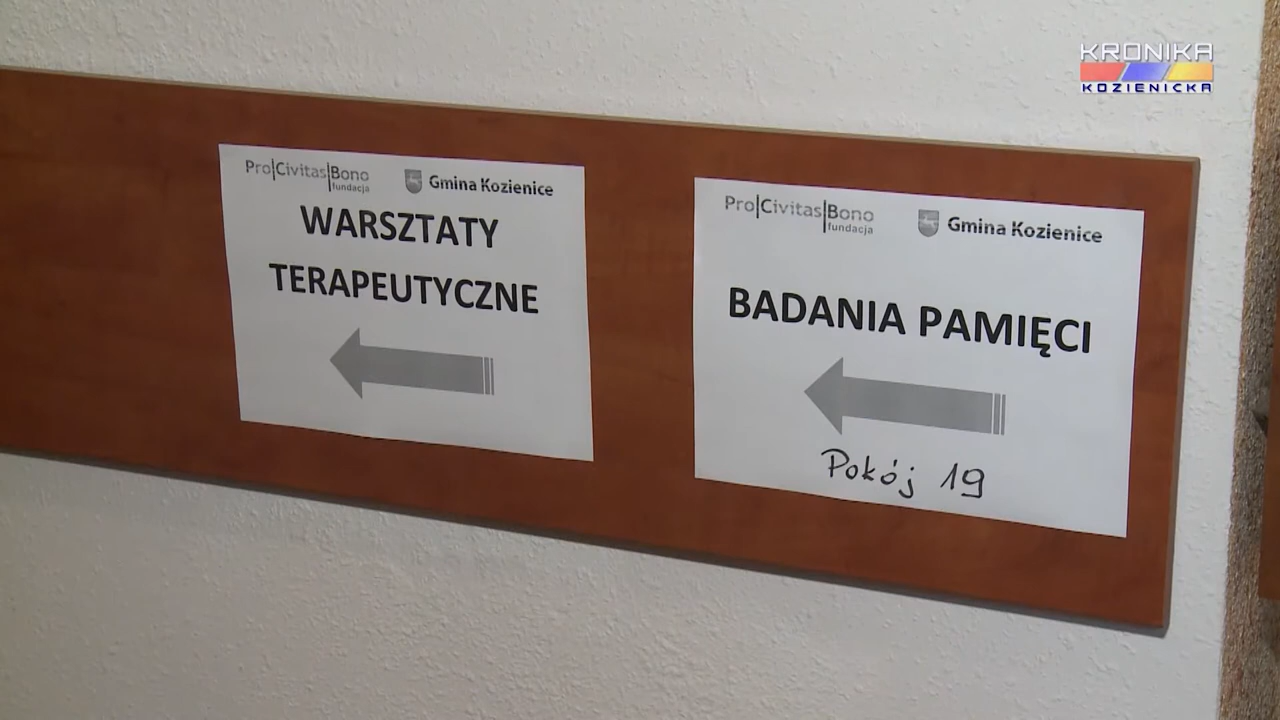 KRONIKA
KOZIENICKA
Pro|Civitas|Bono
fundacja
Gmina Kozienice
WARSZTATY
TERAPEUTYCZNE
Pro|Civitas|Bono
fundacja
Gmina Kozienice
BADANIA PAMIĘCI
Pokój 19